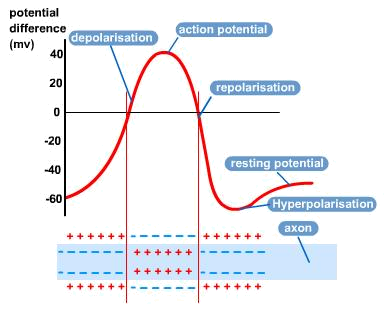 potential
difference
(mv)
depolarisation
action potential
40
20
0
-20
-40
-60
repolarisation
resting potential
Hyperpolarisation
axon
++++++ ------ ++++++
------ ++++++ ------
------ ++++++ ------
++++++ ------ ++++++